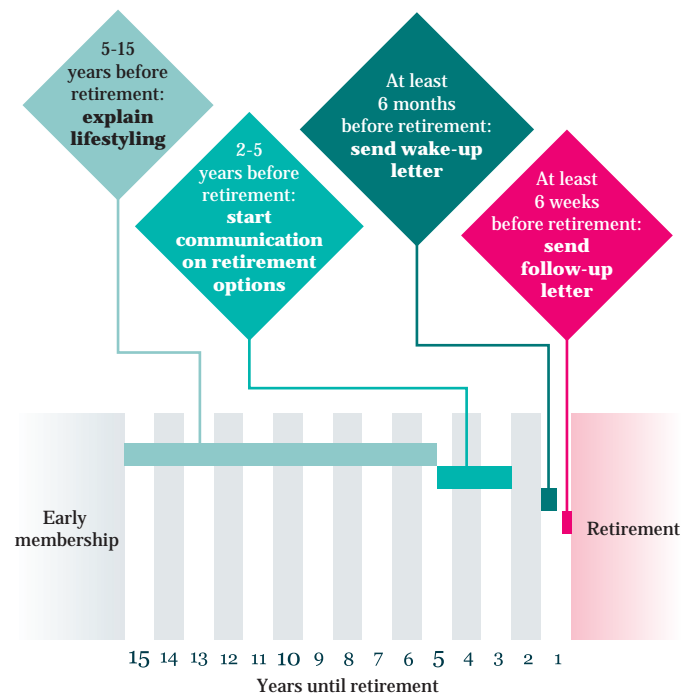 5-15
years before
retirement:
explain
lifestyling
2-5
years before
retirement:
start
communication
on retirement
options
At least
6 months
before retirement:
send wake-up
letter
At least
6 weeks
before retirement:
send
follow-up
letter
Early
membership
Retirement
15 14 13 12 11 10 9 8 7 6 5 4 3 2 1
Years until retirement